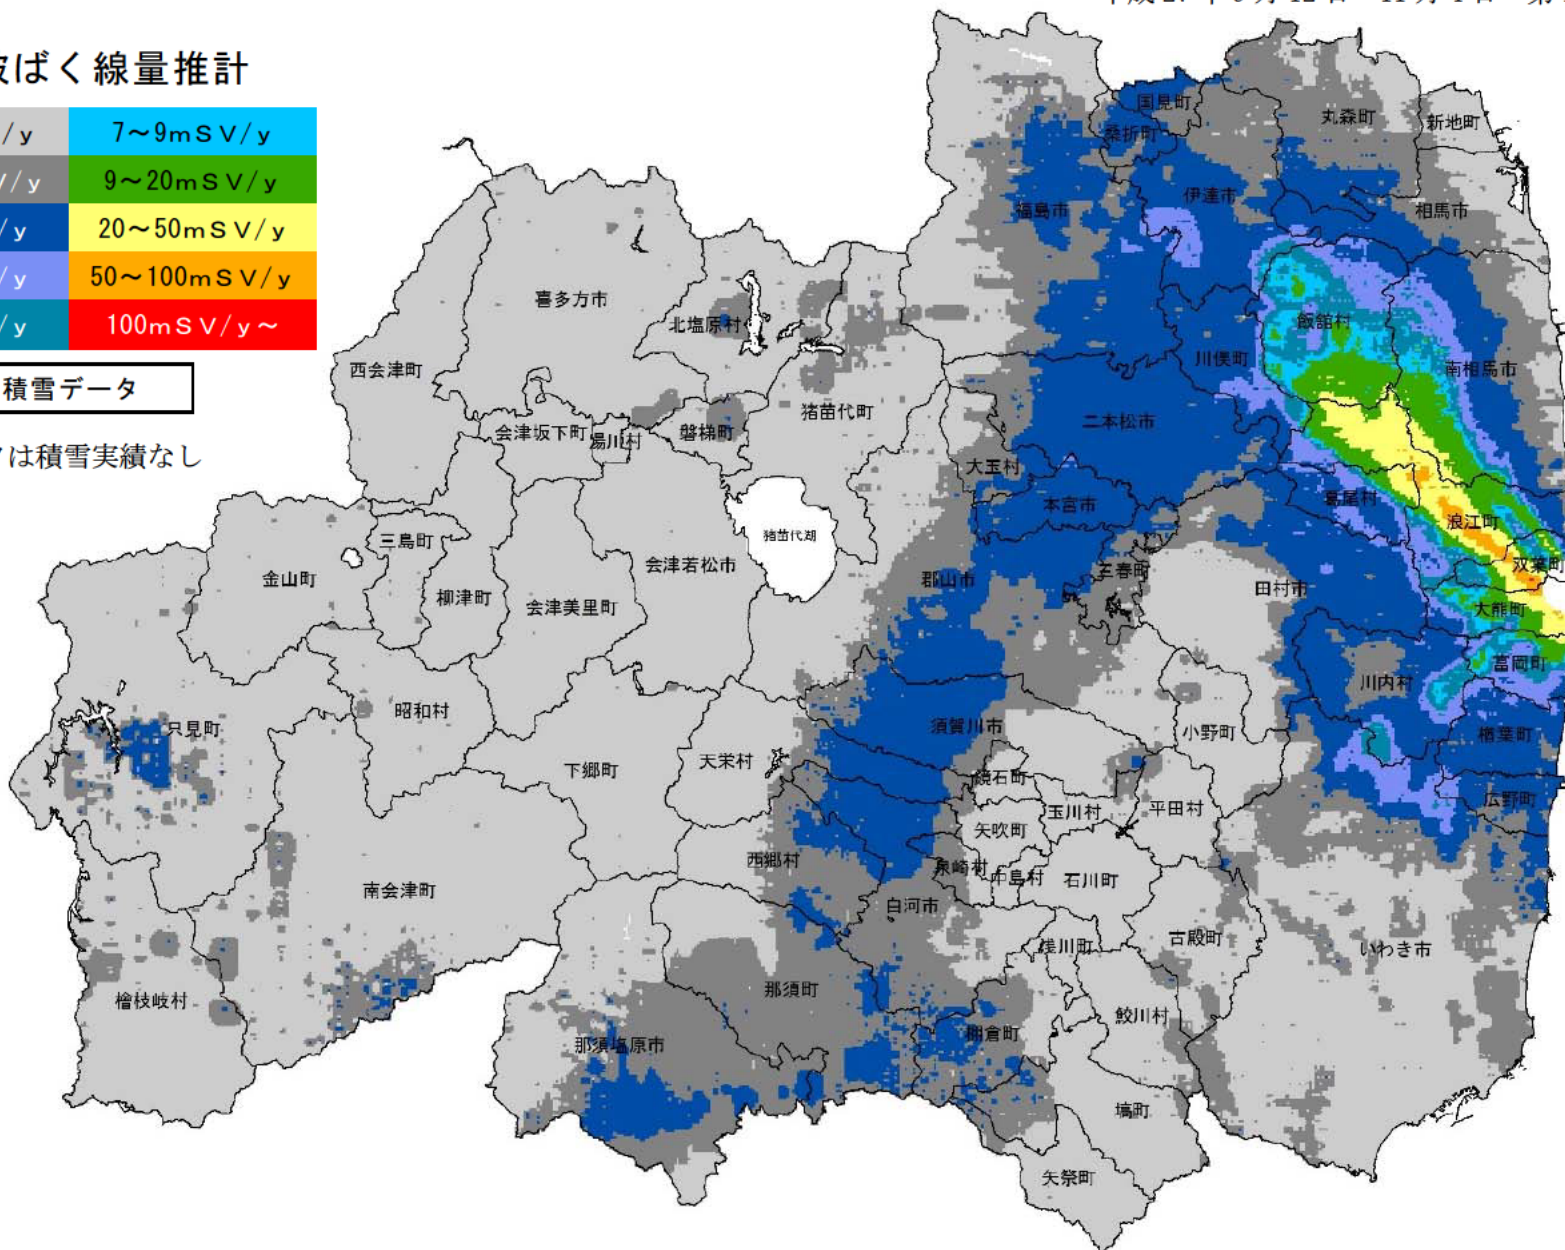 ばく線量推計
/y 7～9mSV/y
V/y 9～20mSV/y
/y 20～50mSV/y
/y 50～100mSV/y
/y 100mSV/y～
積雪データ
は積雪実績なし
国見町
桑折町
丸森町
新地町
福島市
伊達市
相馬市
喜多方市
北塩原村
飯舘村
西会津町
川俣町
南相馬市
猪苗代町
二本松市
会津坂下町
湯川村
磐梯町
大玉村
本宮市
葛尾村
浪江町
三島町
猪苗代湖
金山町
会津若松市
郡山市
三春町
田村市
双葉町
柳津町
会津美里町
大熊町
富岡町
川内村
昭和村
只見町
須賀川市
小野町
楢葉町
下郷町
天栄村
鏡石町
広野町
玉川村
平田村
矢吹町
西郷村
泉崎村
中島村
石川町
南会津町
白河市
浅川町
古殿町
いわき市
檜枝岐村
那須町
鮫川村
那須塩原市
棚倉町
塙町
矢祭町